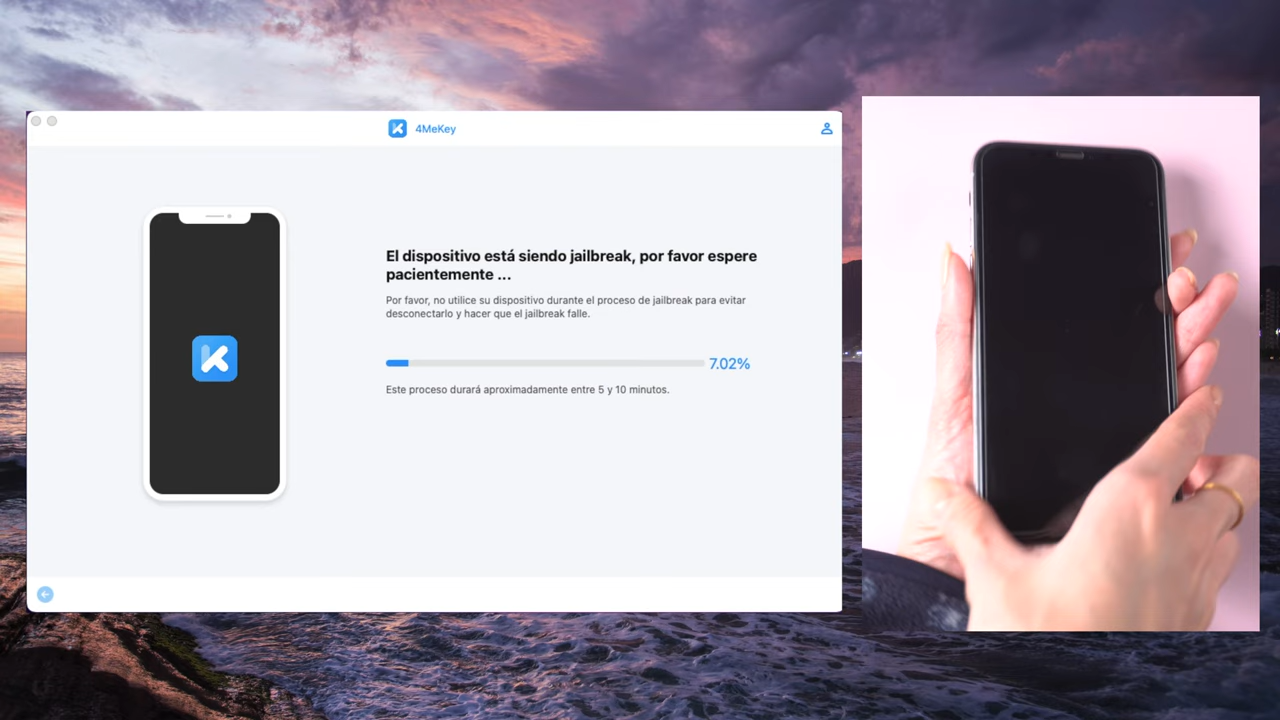 4MeKey
El dispositivo está siendo jailbreak, por favor espere
pacientemente ...
Por favor, no utilice su dispositivo durante el proceso de jailbreak para evitar
desconectarlo y hacer que el jailbreak falle.
7.02%
Este proceso durará aproximadamente entre 5 y 10 minutos.